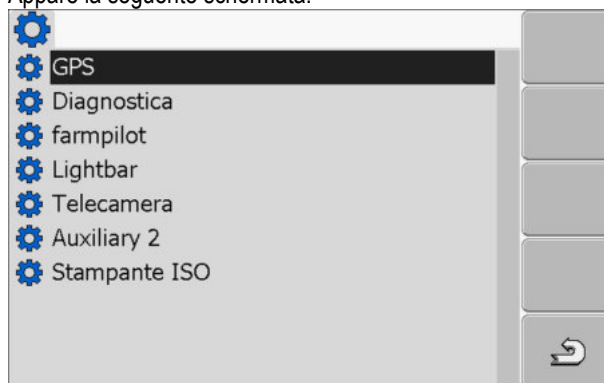 Appare la seguente schermata:
GPS
Diagnostica
farmpilot
Lightbar
Telecamera
Auxiliary 2
Stampante ISO